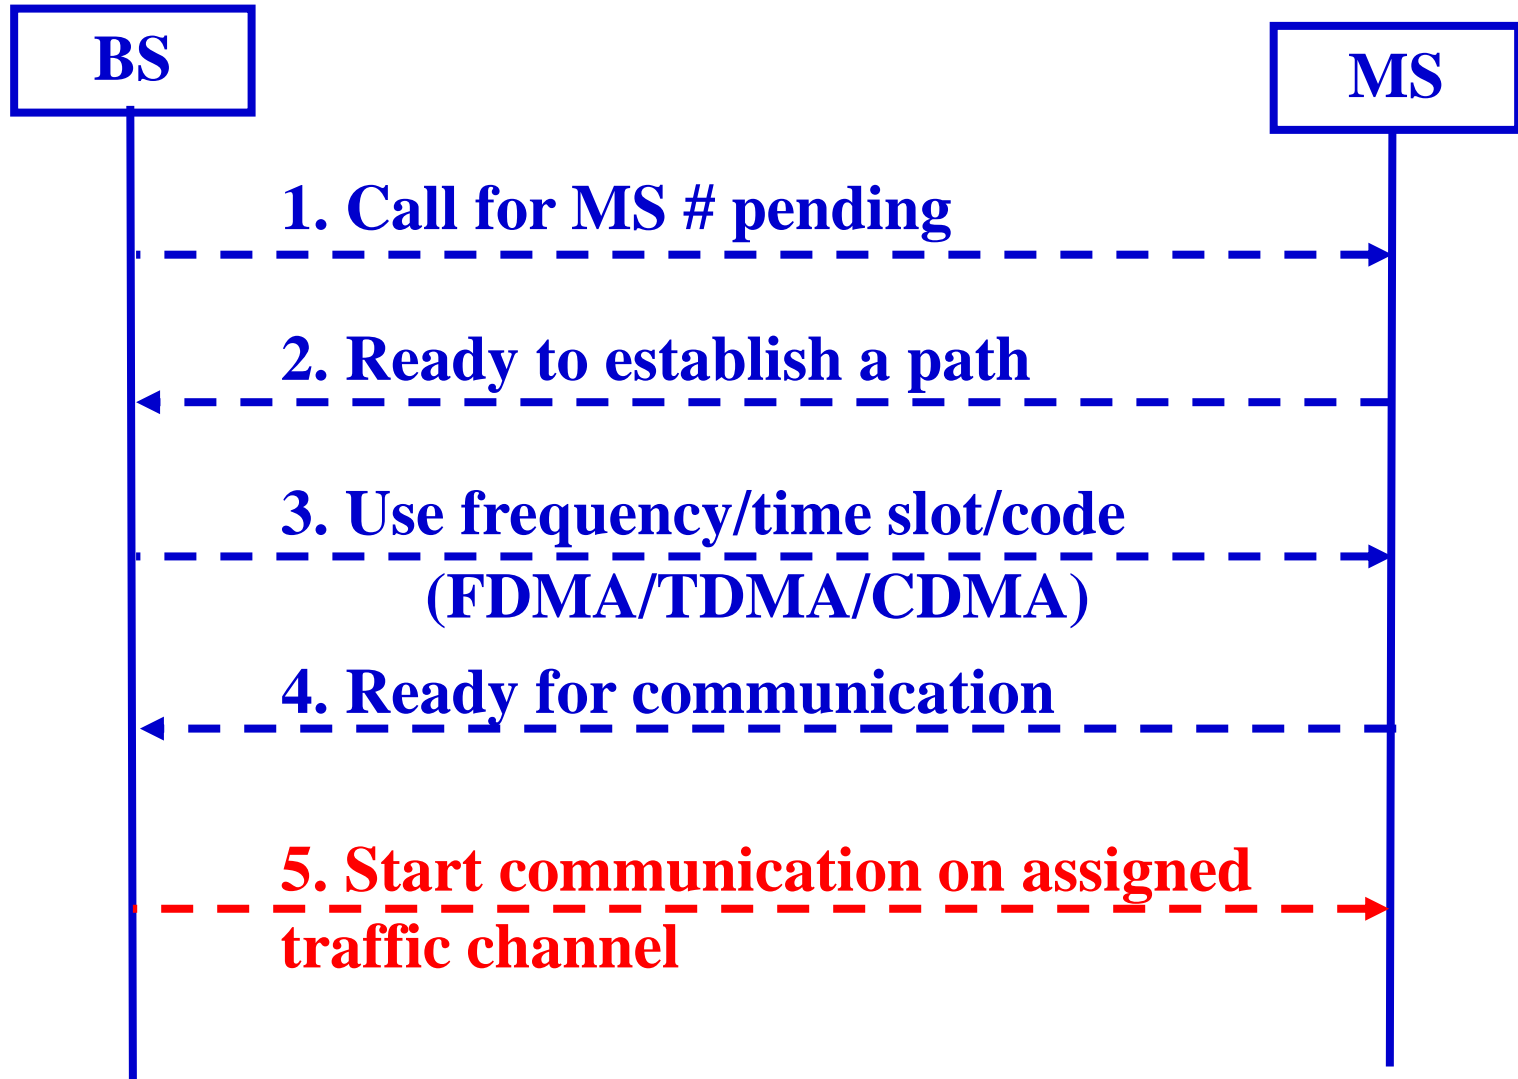 BS
MS
1. Call for MS # pending
2. Ready to establish a path
3. Use frequency/time slot/code
(FDMA/TDMA/CDMA)
4. Ready for communication
5. Start communication on assigned
traffic channel